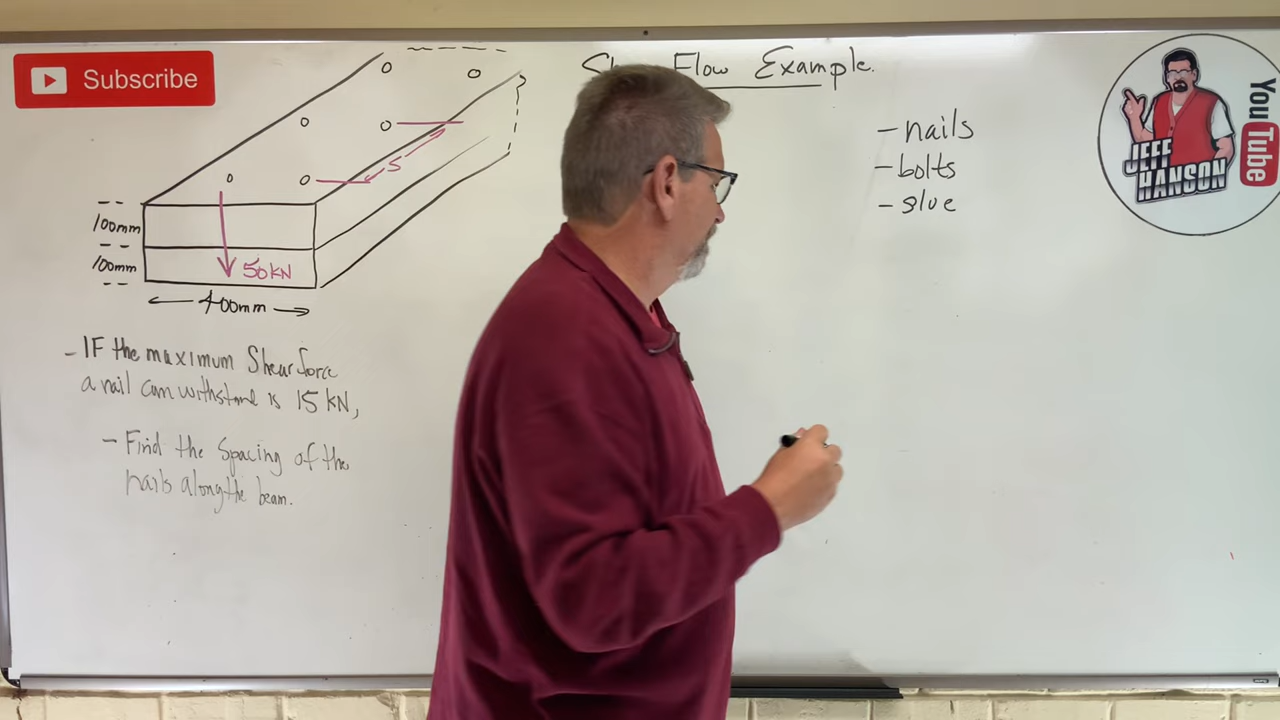 Subscribe
Flow Example.
- nails
- bolts
- glue
YouTube
JEFF
HANSON
S
100mm
100mm
50KN
400mm
- IF the maximum Shear force
a nail can withstand is 15 KN,
- Find the Spacing of the
nails along the beam.